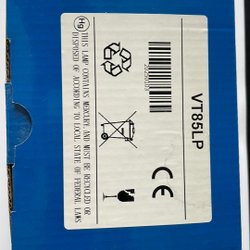 VT85LP
Hg
THIS LAMP CONTAINS MERCURY, AND MUST BE RECYCLED OR
DISPOSED OF ACCORDING TO LOCAL STATE OF FEDERAL LAWS
CE